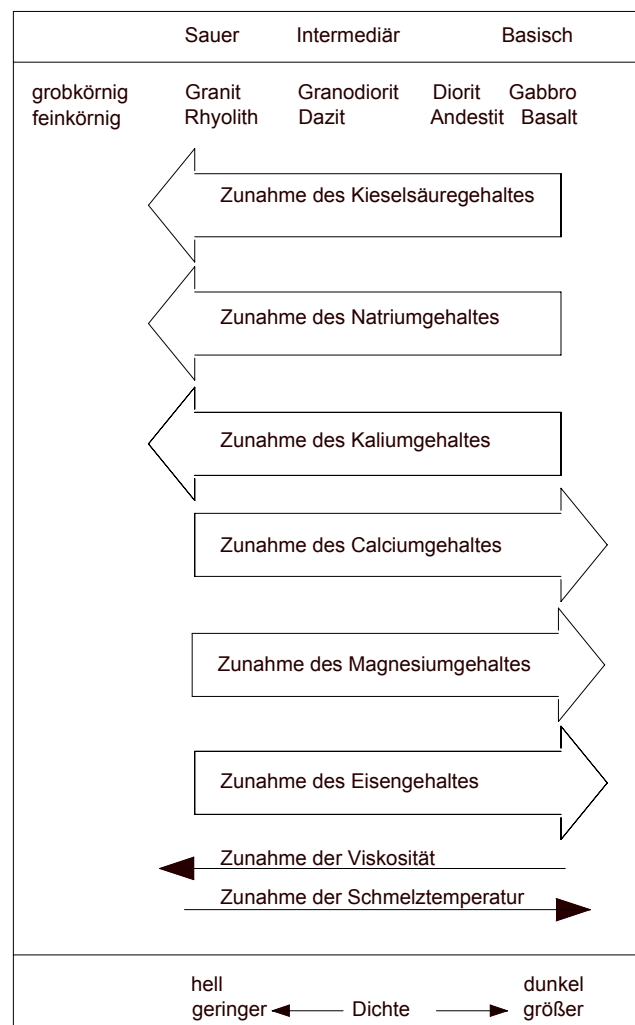 Sauer Intermediär Basisch
grobkörnig Granit Granodiorit Diorit Gabbro
feinkörnig Rhyolith Dazit Andestit Basalt
Zunahme des Kieselsäuregehaltes
Zunahme des Natriumgehaltes
Zunahme des Kaliumgehaltes
Zunahme des Calciumgehaltes
Zunahme des Magnesiumgehaltes
Zunahme des Eisengehaltes
Zunahme der Viskosität
Zunahme der Schmelztemperatur
hell dunkel
geringer Dichte größer